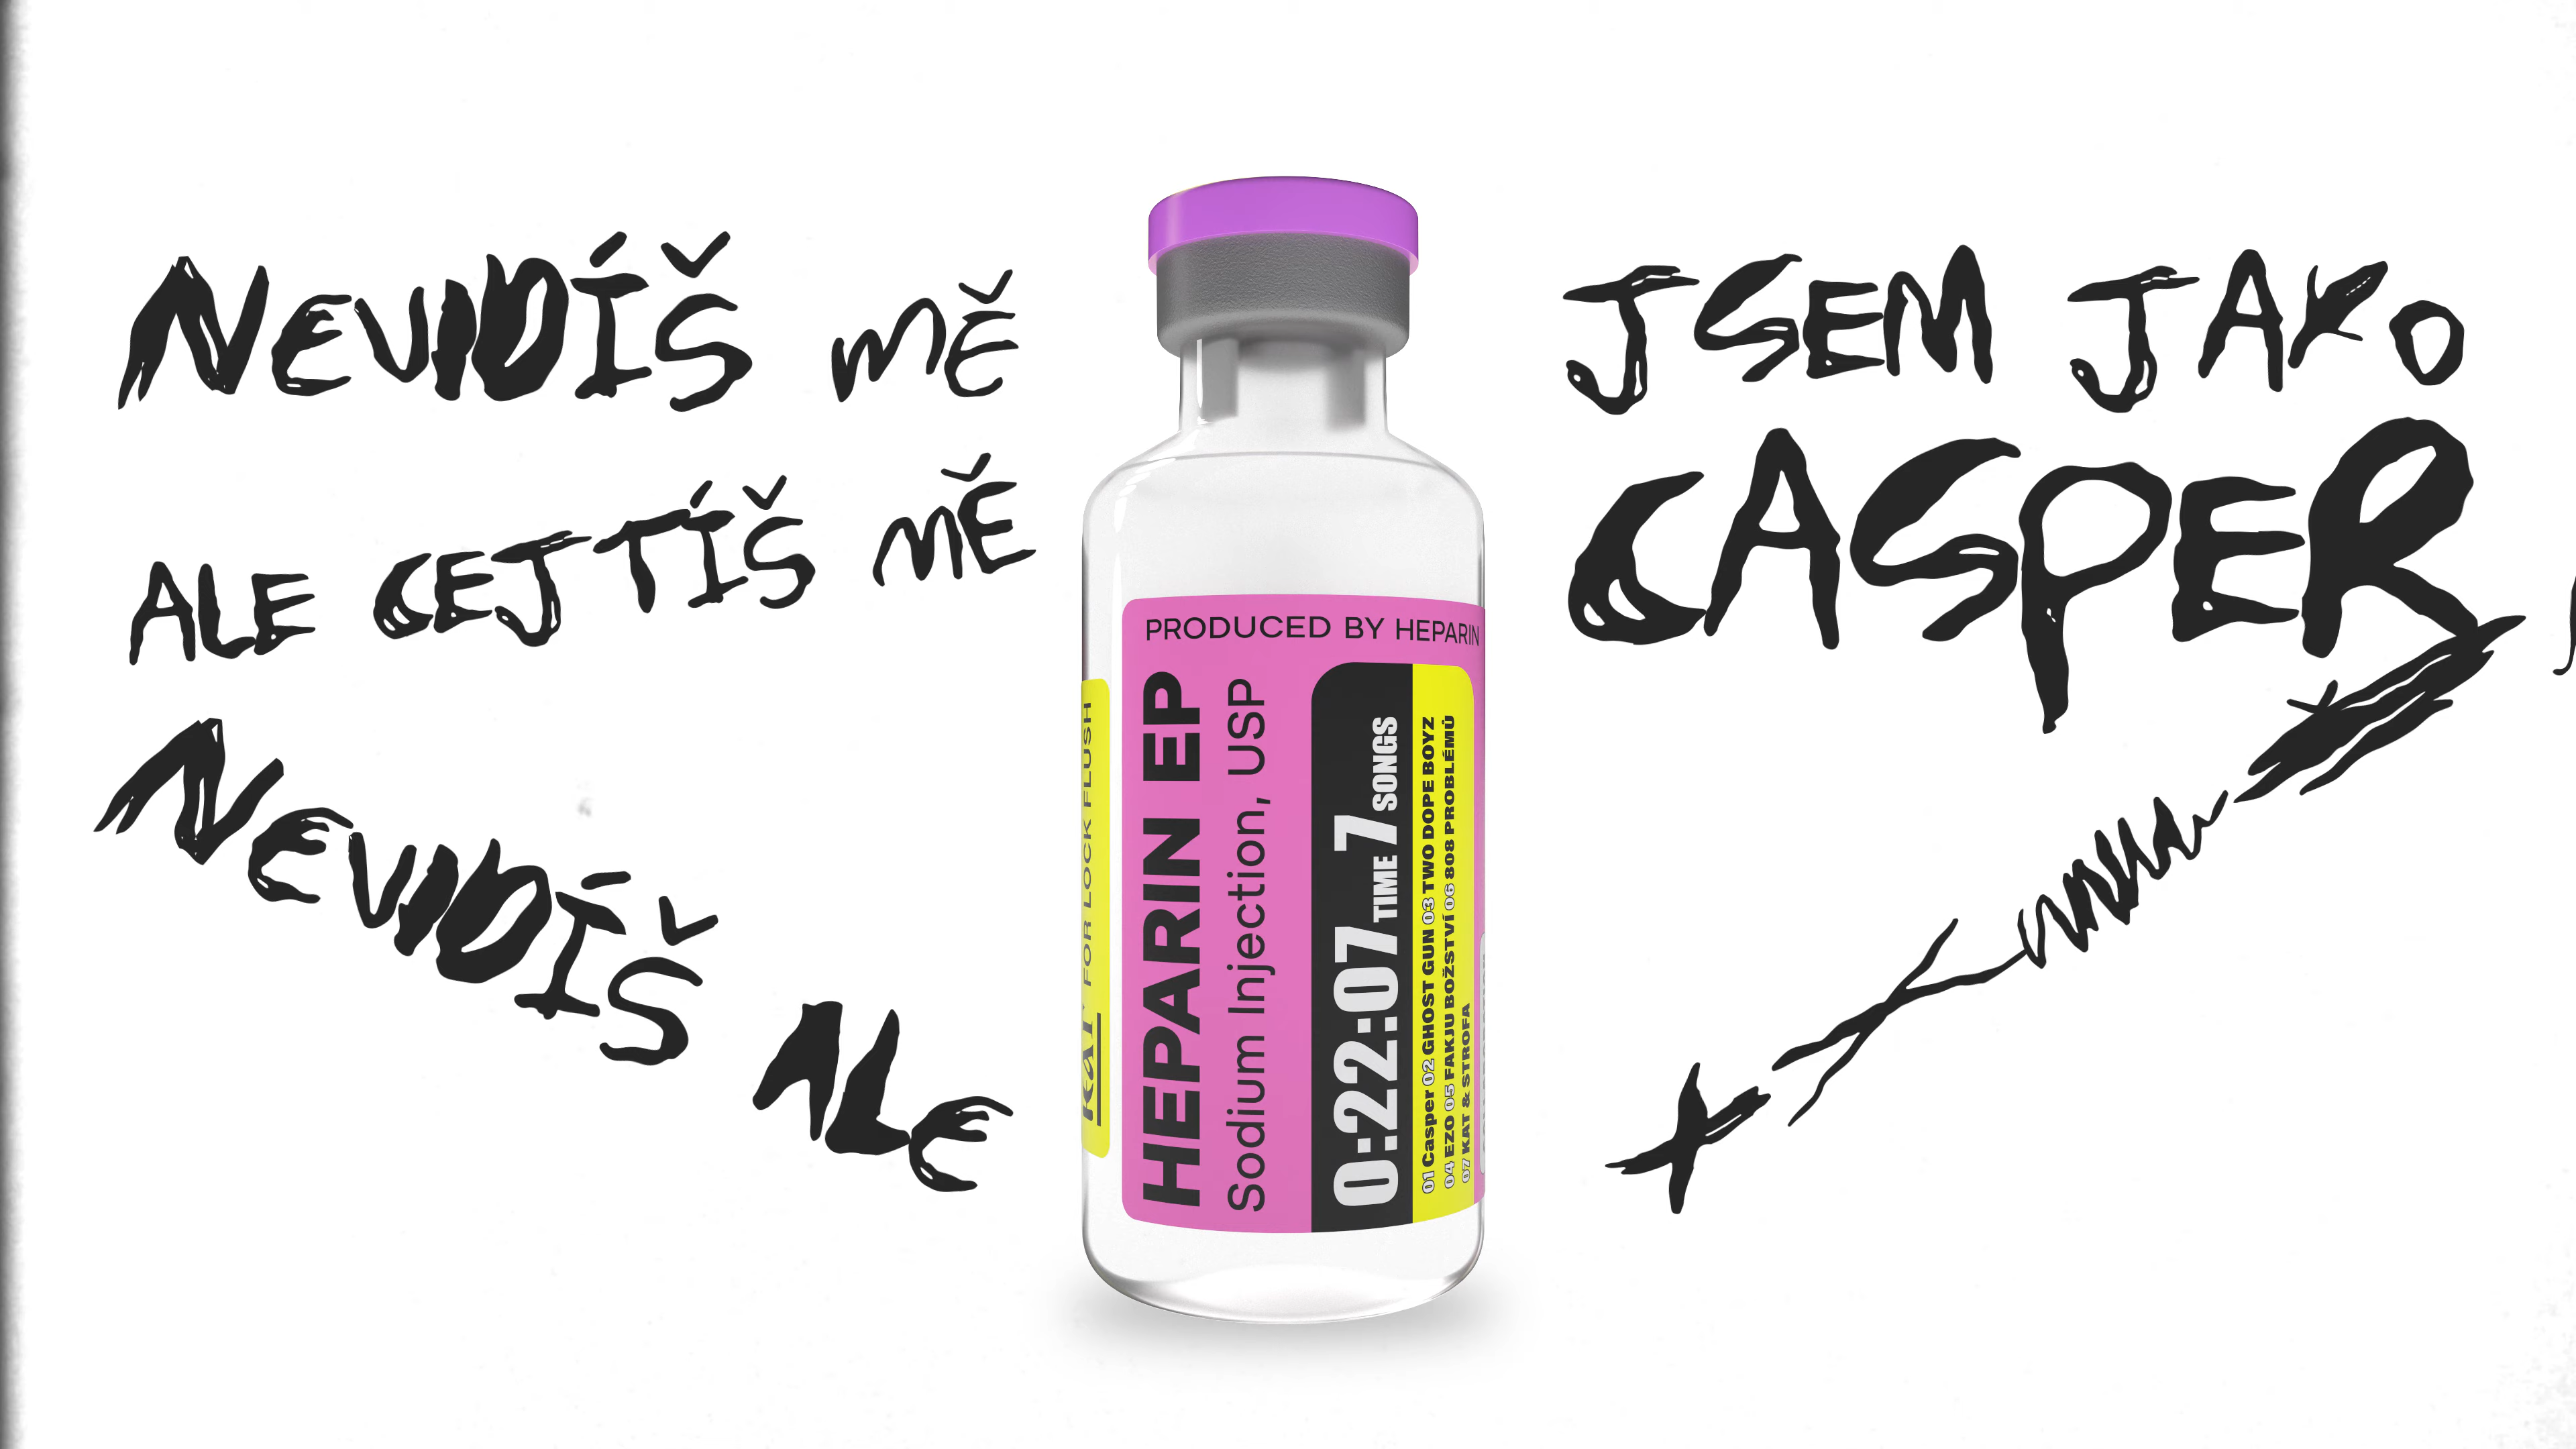 NEVIDÍŠ MĚ
ALE CEJTÍŠ MĚ
NEVIDÍŠ ALE
PRODUCED BY HEPARIN
HEPARIN EP
Sodium Injection, USP
0:22:07 TIME 7 SONGS
01 Casper 02 GHOST GUN 03 TWO DOPE BOYZ
04 EZO 05 FAKJU BOŽSTVÍ 06 808 PROBLÉMŮ
07 KAT & STROFA
FOR LOCK FLUSH
JSEM JAKO
CASPER